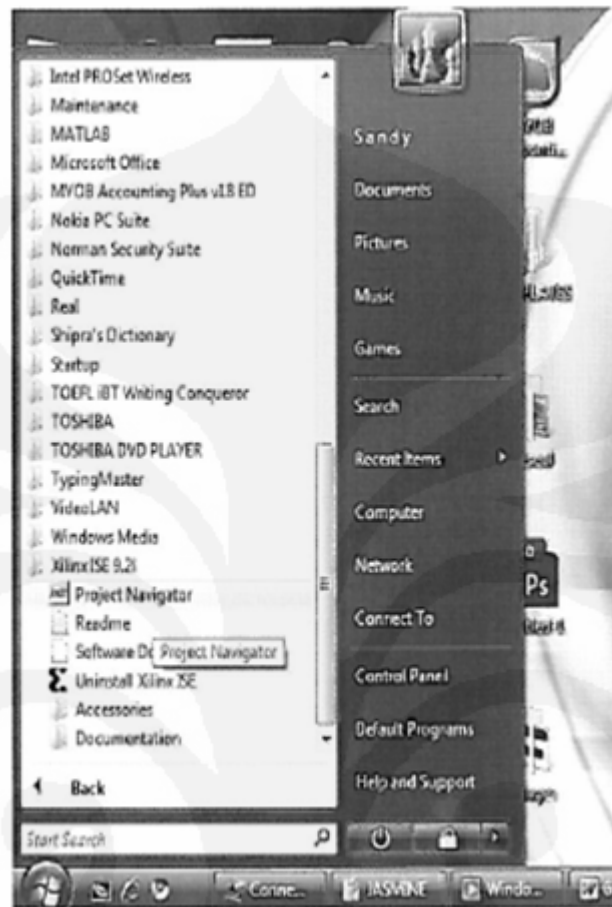 Intel PROSet Wireless
Maintenance
MATLAB
Microsoft Office
MYOB Accounting Plus v18 ED
Nokia PC Suite
Norman Security Suite
QuickTime
Real
Shipra's Dictionary
Startup
TOEFL iBT Writing Conqueror
TOSHIBA
TOSHIBA DVD PLAYER
TypingMaster
VideoLAN
Windows Media
Xilinx ISE 9.2i
Project Navigator
Readme
Software Do
Project Navigator
Uninstall Xilinx ISE
Accessories
Documentation
Back
Start Search
Sandy
Documents
Pictures
Music
Games
Search
Recent Items
Computer
Network
Connect To
Control Panel
Default Programs
Help and Support
Ps
Conne...
JASMINE
Windo...